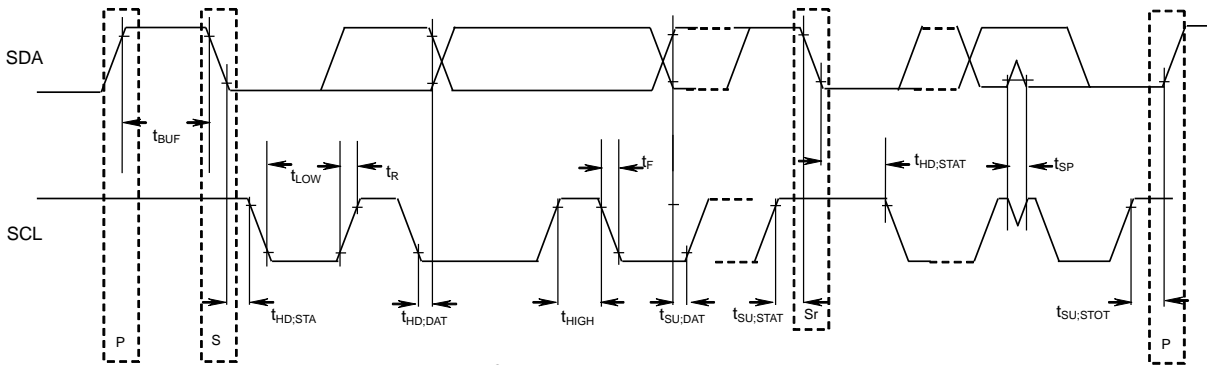 SDA
tBUF
tLOW
tR
tF
tHD;STAT
tSP
SCL
tHD;STA
tHD;DAT
tHIGH
tSU;DAT
tSU;STAT
Sr
tSU;STOT
P
S
P